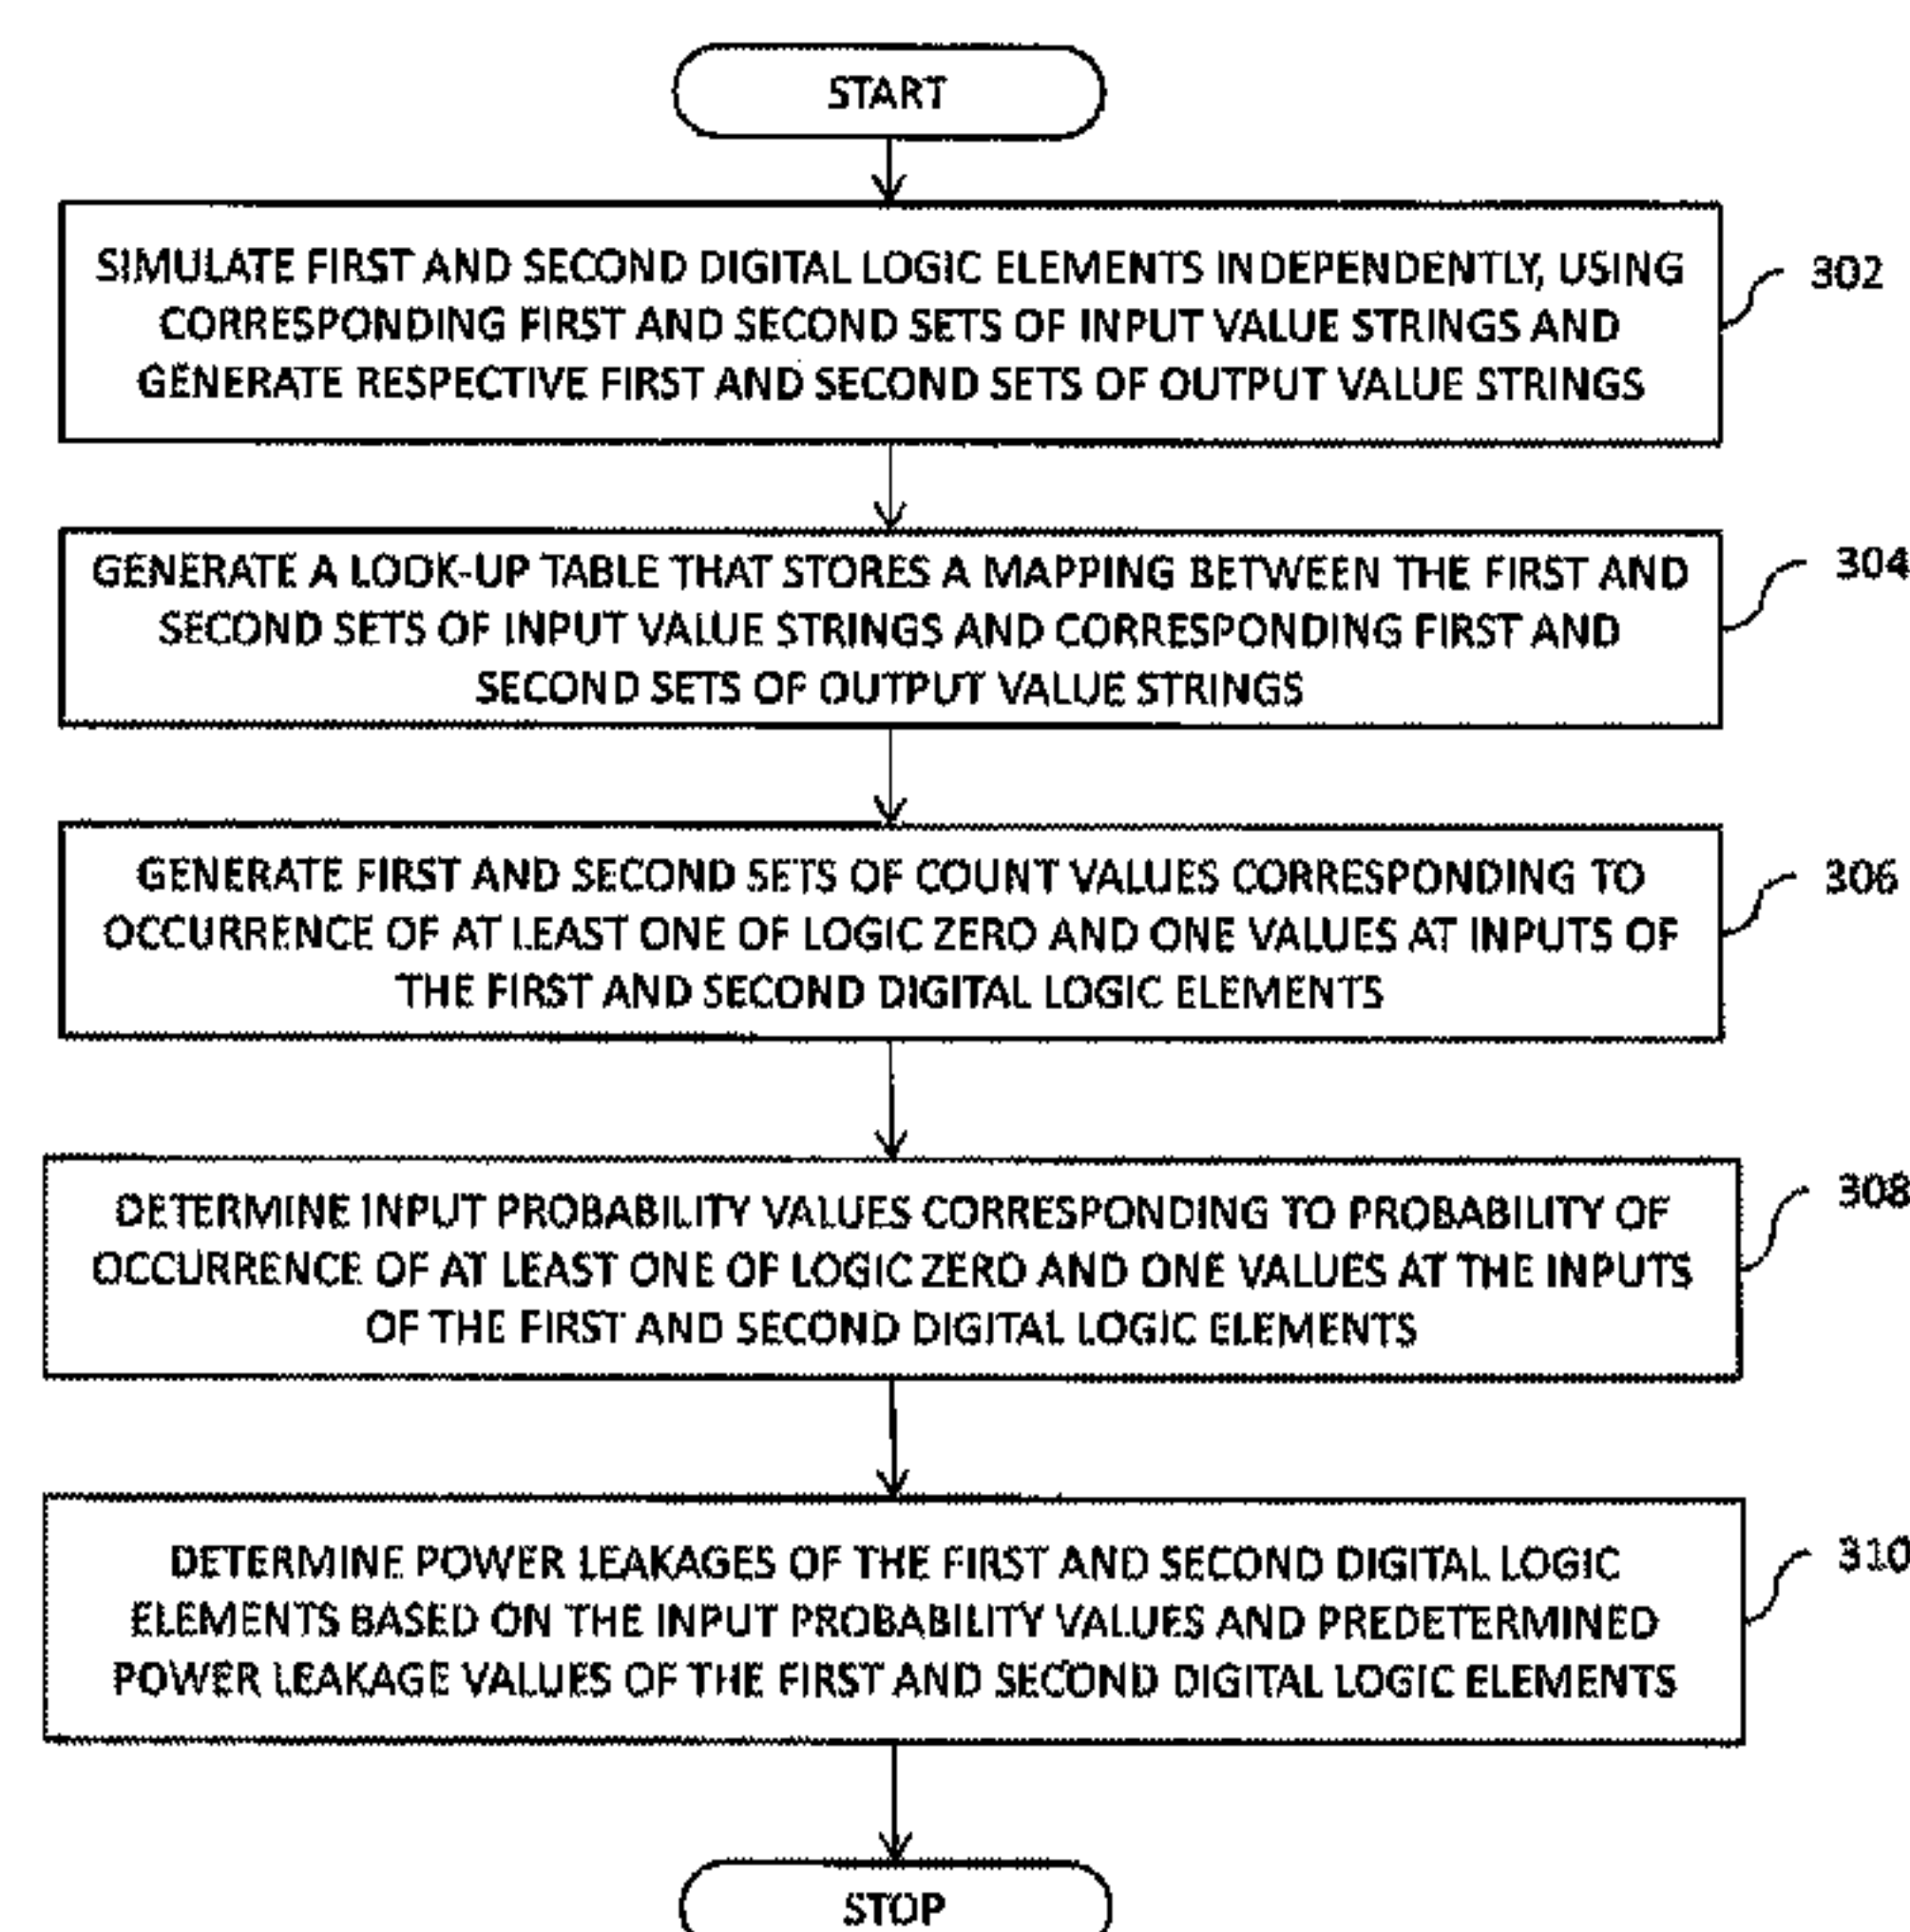 START
SIMULATE FIRST AND SECOND DIGITAL LOGIC ELEMENTS INDEPENDENTLY, USING
CORRESPONDING FIRST AND SECOND SETS OF INPUT VALUE STRINGS AND
GENERATE RESPECTIVE FIRST AND SECOND SETS OF OUTPUT VALUE STRINGS
302
GENERATE A LOOK-UP TABLE THAT STORES A MAPPING BETWEEN THE FIRST AND
SECOND SETS OF INPUT VALUE STRINGS AND CORRESPONDING FIRST AND
SECOND SETS OF OUTPUT VALUE STRINGS
304
GENERATE FIRST AND SECOND SETS OF COUNT VALUES CORRESPONDING TO
OCCURRENCE OF AT LEAST ONE OF LOGIC ZERO AND ONE VALUES AT INPUTS OF
THE FIRST AND SECOND DIGITAL LOGIC ELEMENTS
306
DETERMINE INPUT PROBABILITY VALUES CORRESPONDING TO PROBABILITY OF
OCCURRENCE OF AT LEAST ONE OF LOGIC ZERO AND ONE VALUES AT THE INPUTS
OF THE FIRST AND SECOND DIGITAL LOGIC ELEMENTS
308
DETERMINE POWER LEAKAGES OF THE FIRST AND SECOND DIGITAL LOGIC
ELEMENTS BASED ON THE INPUT PROBABILITY VALUES AND PREDETERMINED
POWER LEAKAGE VALUES OF THE FIRST AND SECOND DIGITAL LOGIC ELEMENTS
310
STOP